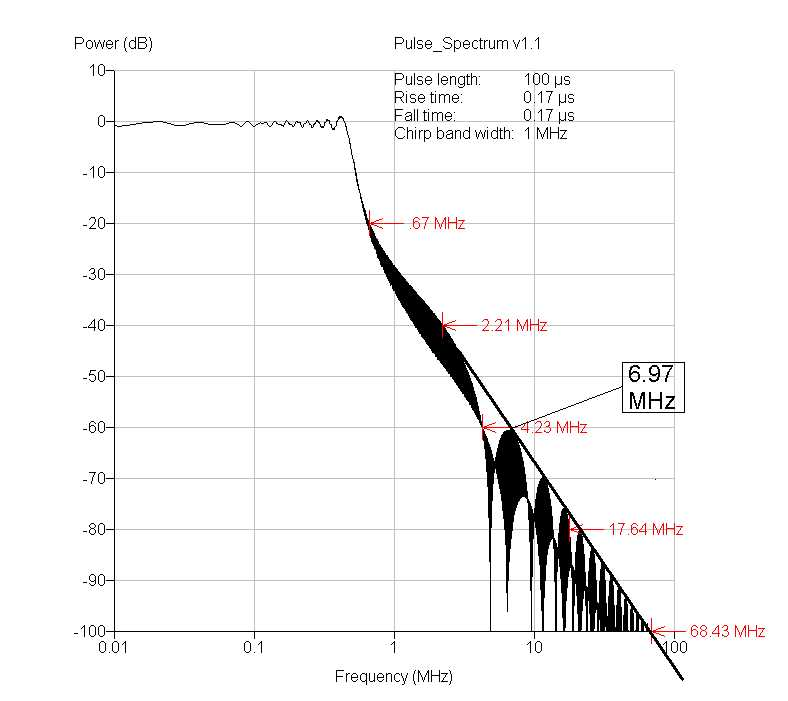 Power (dB)
Pulse_Spectrum v1.1
10
Pulse length: 100 µs
Rise time: 0.17 µs
Fall time: 0.17 µs
Chirp band width: 1 MHz
0
-10
-20
.67 MHz
-30
-40
2.21 MHz
-50
6.97
MHz
-60
4.23 MHz
-70
-80
17.64 MHz
-90
-100
68.43 MHz
0.01
0.1
1
10
100
Frequency (MHz)